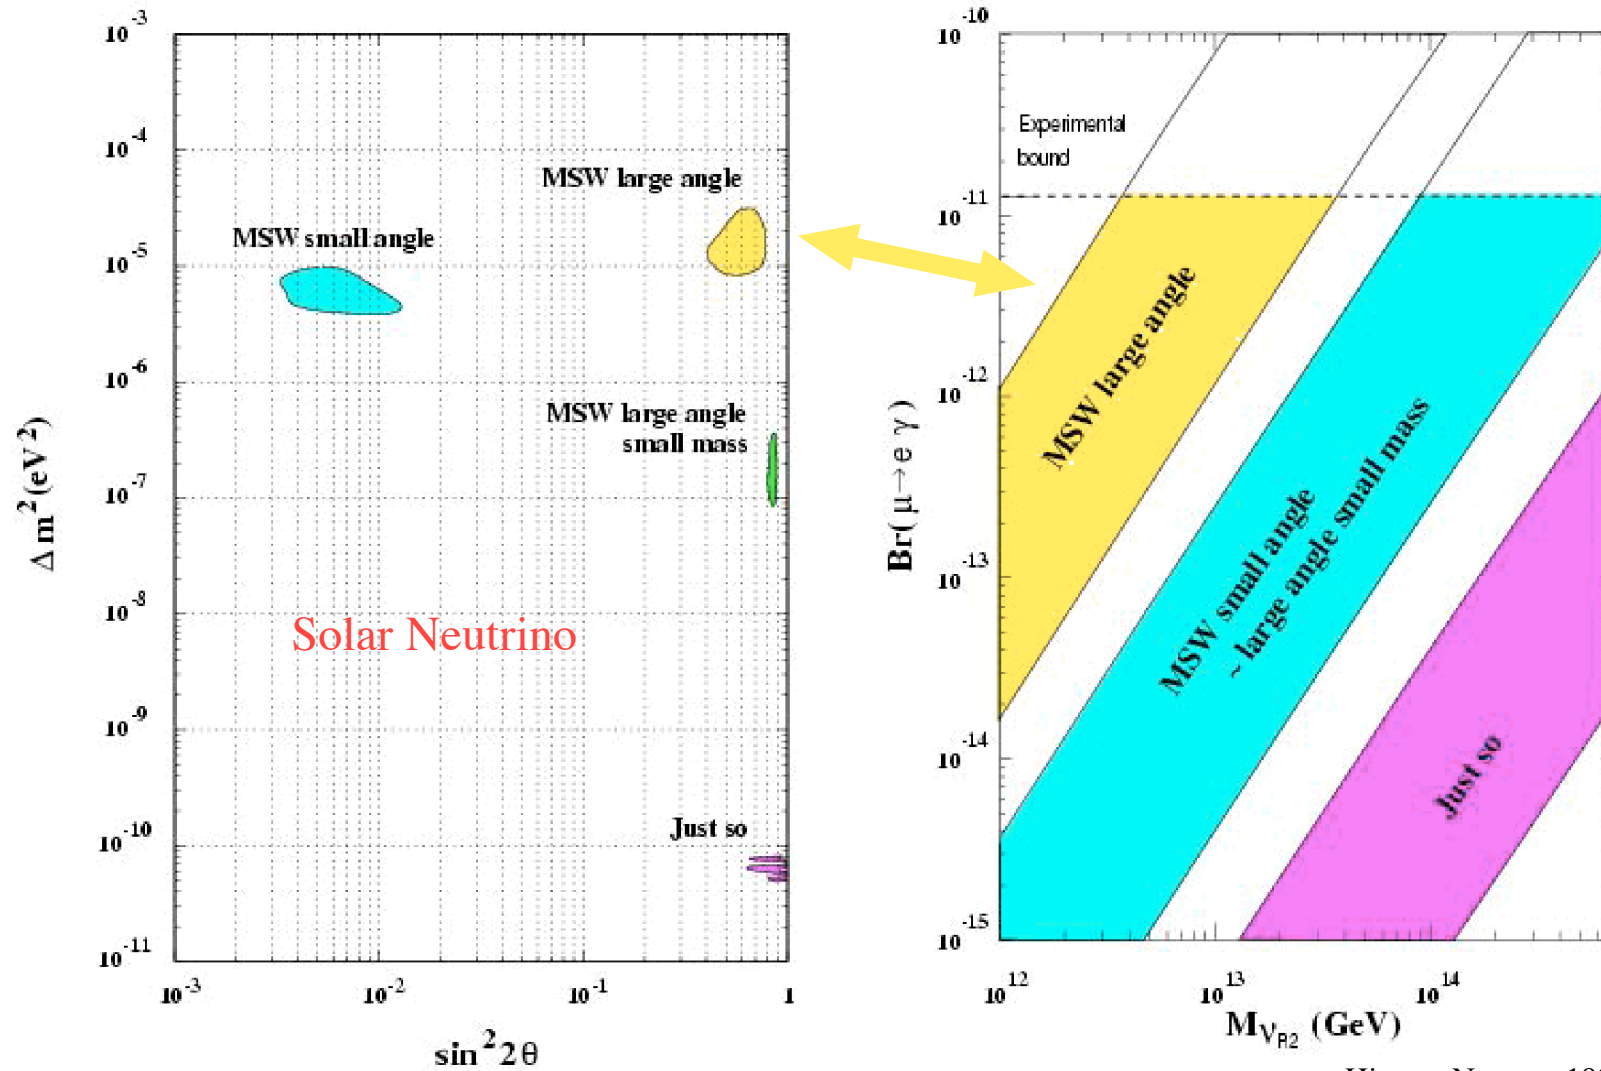 10^-3
10^-4
10^-5
10^-6
10^-7
10^-8
10^-9
10^-10
10^-11
Δm^2 (eV^2)
MSW large angle
MSW small angle
MSW large angle
small mass
Solar Neutrino
Just so
10^-3 10^-2 10^-1 1
sin^2 2θ
10^-10
10^-11
10^-12
10^-13
10^-14
10^-15
Br(μ→eγ)
Experimental
bound
MSW large angle
MSW small angle
~ large angle small mass
Just so
10^12 10^13 10^14
M_νR2 (GeV)